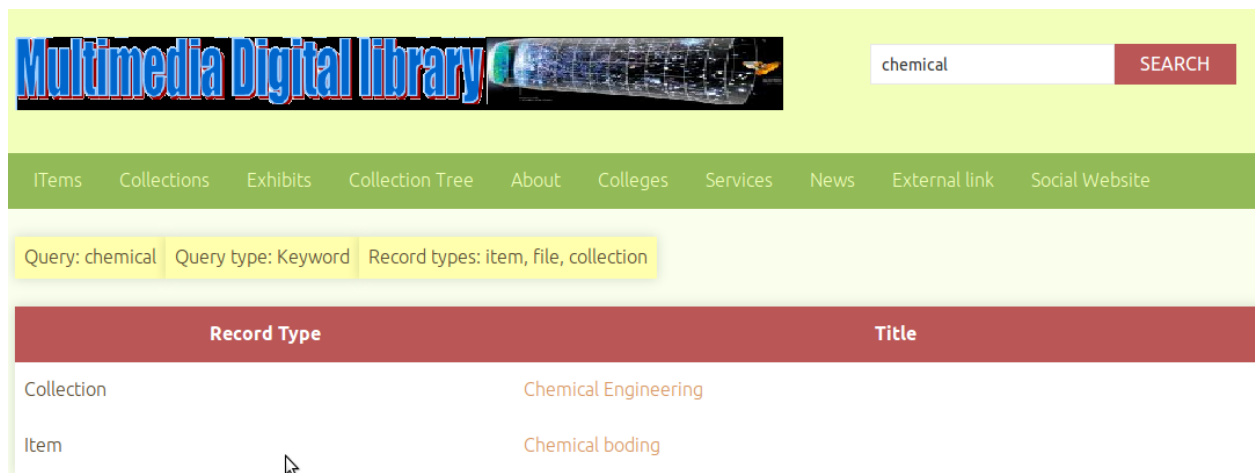 Multimedia Digital library
chemical SEARCH
ITems Collections Exhibits Collection Tree About Colleges Services News External link Social Website
Query: chemical Query type: Keyword Record types: item, file, collection
Record Type Title
Collection Chemical Engineering
Item Chemical boding